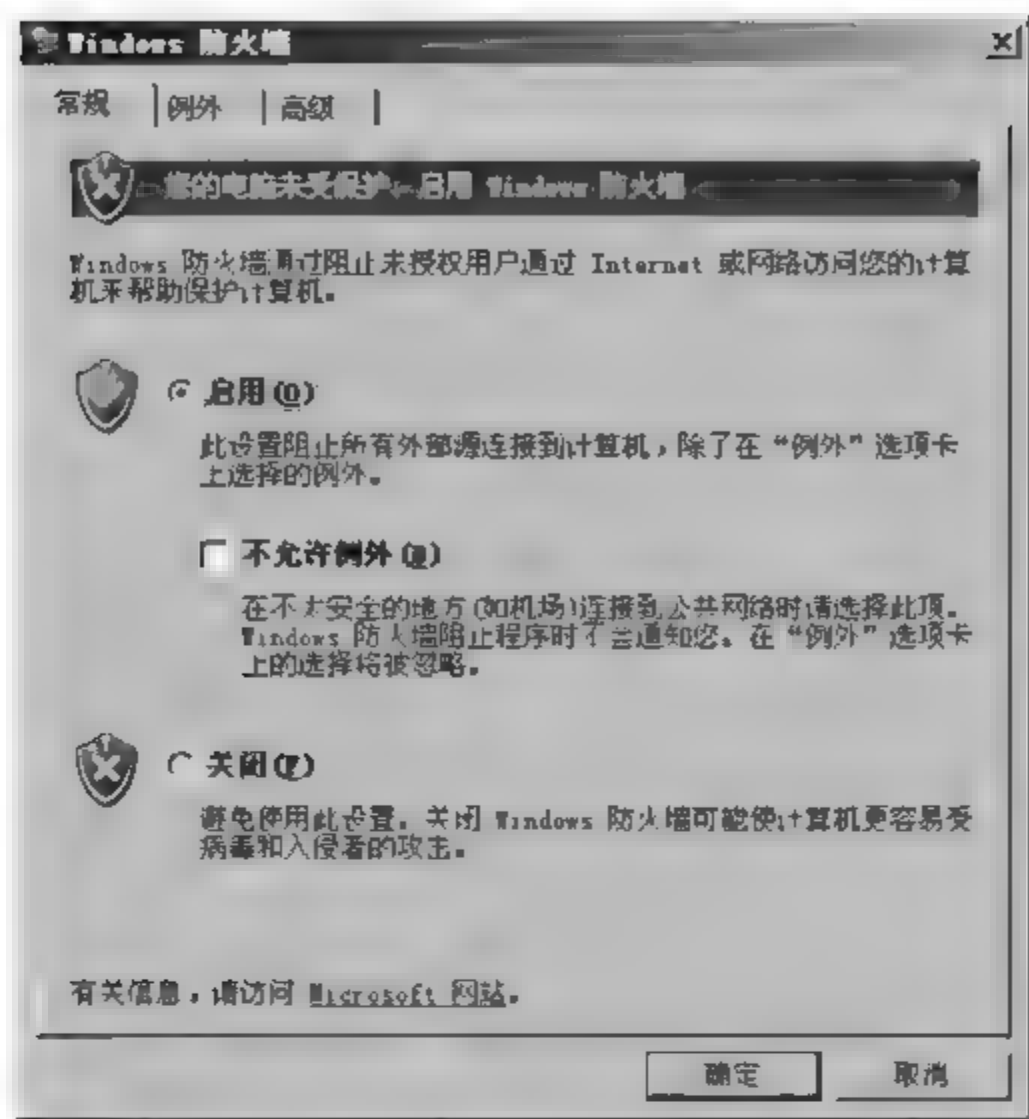 Windows 防火墙
常规 例外 高级
您的电脑未受保护 启用 Windows 防火墙
Windows 防火墙通过阻止未授权用户通过 Internet 或网络访问您的计算
机来帮助保护计算机。
启用(O)
此设置阻止所有外部源连接到计算机，除了在“例外”选项卡
上选择的例外。
不允许例外
在不太安全的地方(如机场)连接到公共网络时请选择此项。
Windows 防火墙阻止程序时不会通知您。在“例外”选项卡
上的选择将被忽略。
关闭(F)
避免使用此设置。关闭 Windows 防火墙可能使计算机更容易受
病毒和入侵者的攻击。
有关信息，请访问 Microsoft 网站。
确定 取消